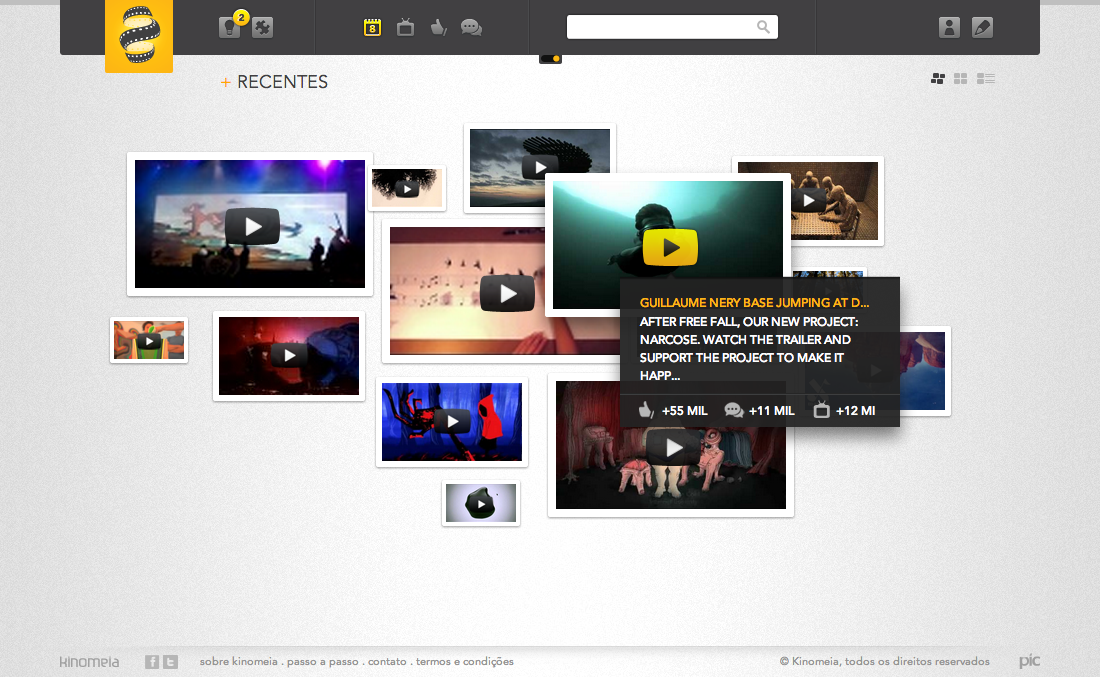 2
8
+ RECENTES
GUILLAUME NERY BASE JUMPING AT D...
AFTER FREE FALL, OUR NEW PROJECT:
NARCOSE. WATCH THE TRAILER AND
SUPPORT THE PROJECT TO MAKE IT
HAPP...
+55 MIL +11 MIL +12 MI
kinomeia f t sobre kinomeia . passo a passo . contato . termos e condições © Kinomeia, todos os direitos reservados pic